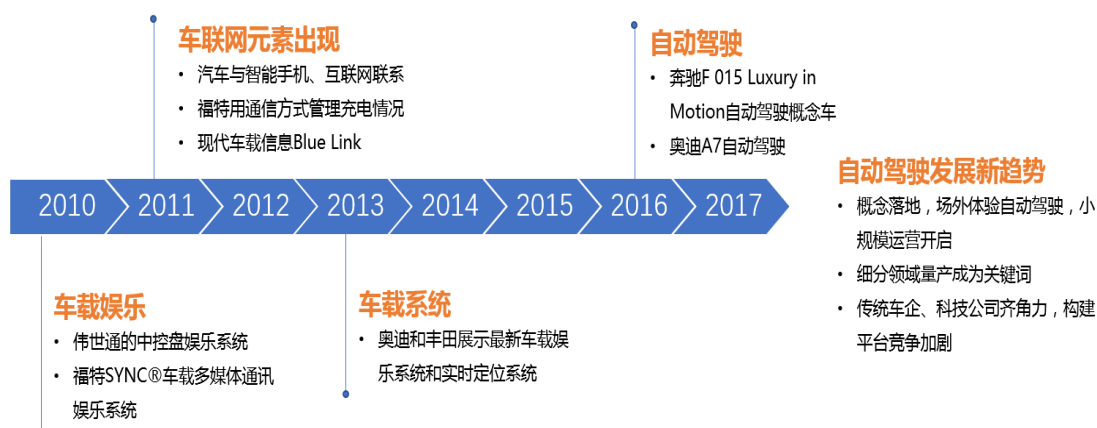 车联网元素出现
• 汽车与智能手机、互联网联系
• 福特用通信方式管理充电情况
• 现代车载信息Blue Link
自动驾驶
• 奔驰F 015 Luxury in
Motion自动驾驶概念车
• 奥迪A7自动驾驶
2010 2011 2012 2013 2014 2015 2016 2017
车载娱乐
• 伟世通的中控盘娱乐系统
• 福特SYNC®车载多媒体通讯
娱乐系统
车载系统
• 奥迪和丰田展示最新车载娱
乐系统和实时定位系统
自动驾驶发展新趋势
• 概念落地，场外体验自动驾驶，小
规模运营开启
• 细分领域量产成为关键词
• 传统车企、科技公司齐角力，构建
平台竞争加剧